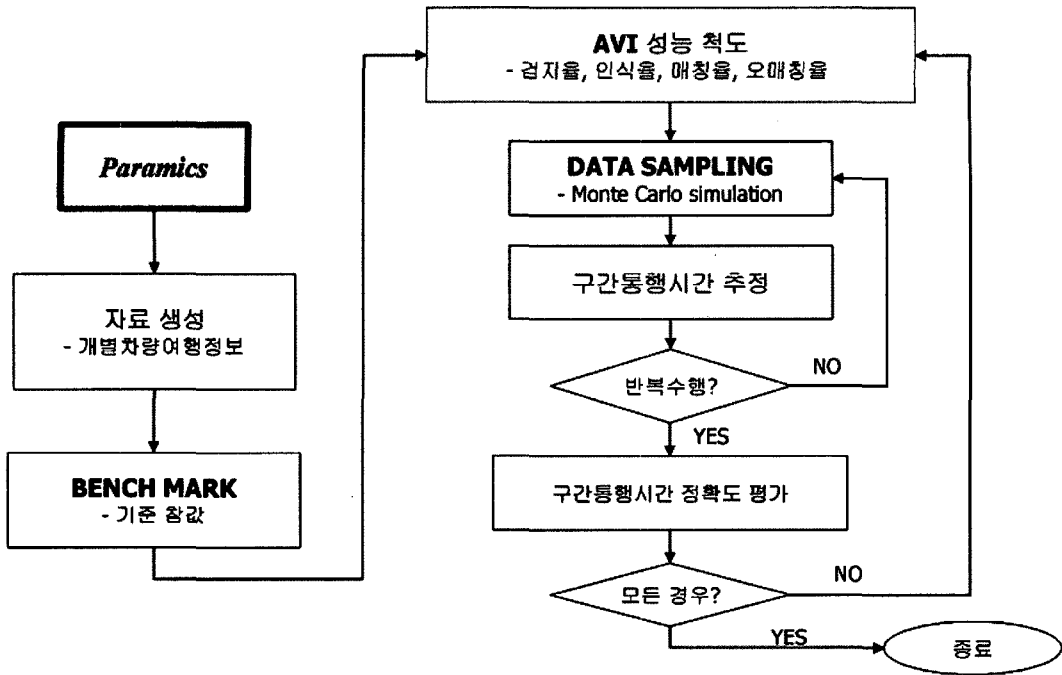 Paramics
자료 생성
- 개별차량여행정보
BENCH MARK
- 기준 참값
AVI 성능 척도
- 검지율, 인식율, 매칭율, 오매칭율
DATA SAMPLING
- Monte Carlo simulation
구간통행시간 추정
반복수행?
NO
YES
구간통행시간 정확도 평가
모든 경우?
NO
YES
종료